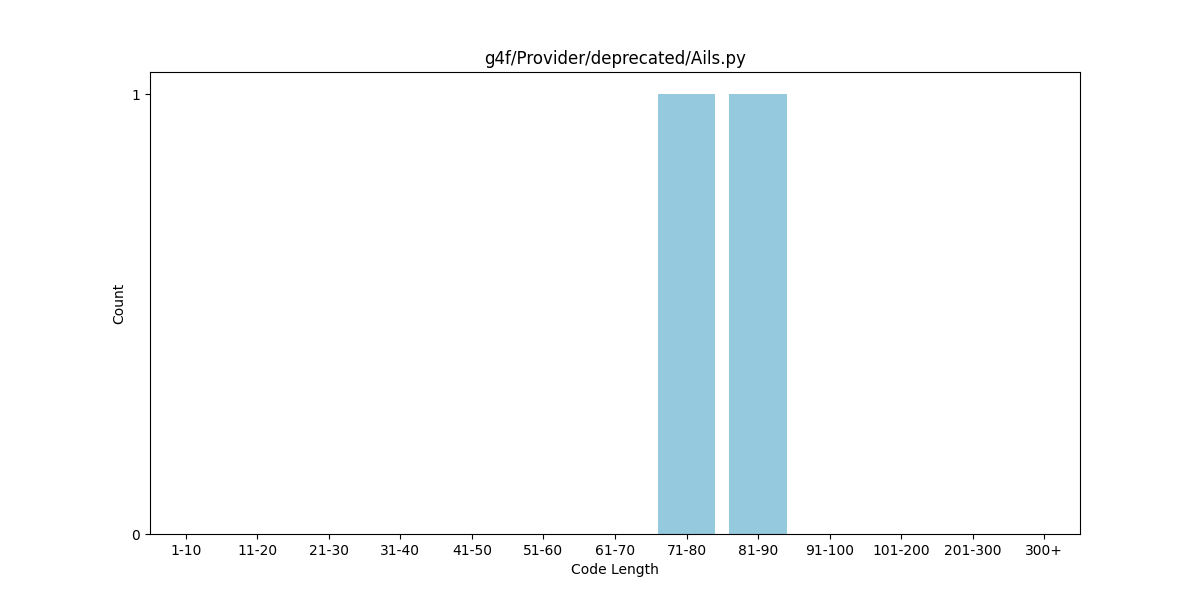 g4f/Provider/deprecated/Ails.py
1
Count
0
1-10 11-20 21-30 31-40 41-50 51-60 61-70 71-80 81-90 91-100 101-200 201-300 300+
Code Length